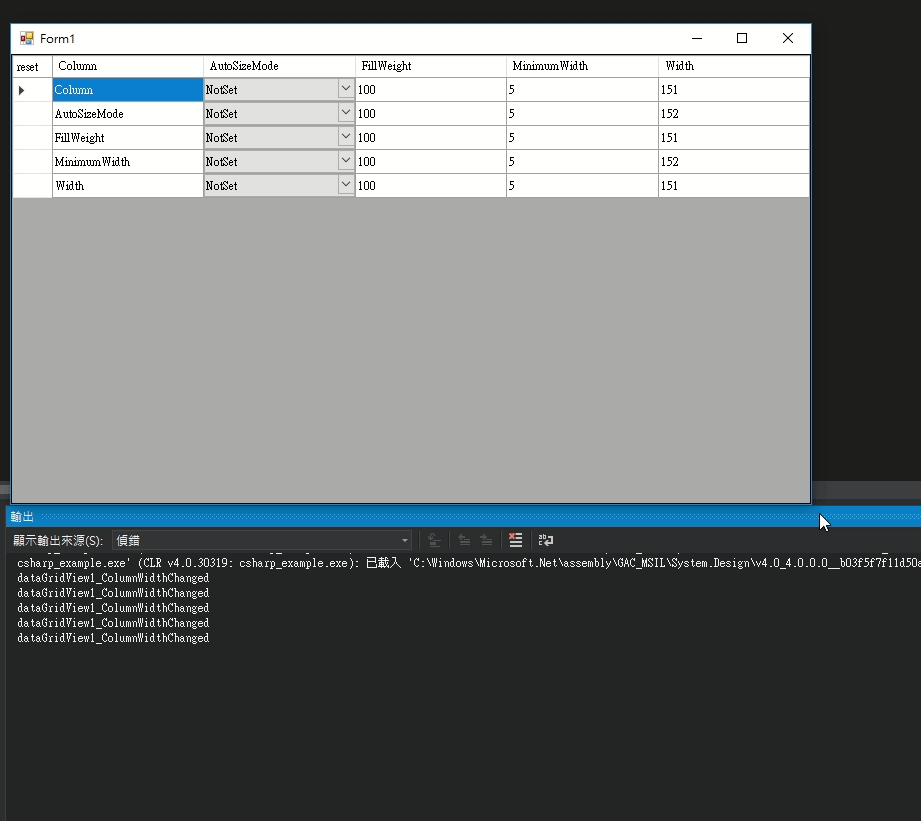 Form1
reset Column AutoSizeMode FillWeight MinimumWidth Width
Column NotSet 100 5 151
AutoSizeMode NotSet 100 5 152
FillWeight NotSet 100 5 151
MinimumWidth NotSet 100 5 152
Width NotSet 100 5 151
輸出
顯示輸出來源(S): 偵錯
csharp_example.exe' (CLR v4.0.30319: csharp_example.exe): 已載入 'C:\Windows\Microsoft.Net\assembly\GAC_MSIL\System.Design\v4.0_4.0.0.0__b03f5f7f11d50a
dataGridView1_ColumnWidthChanged
dataGridView1_ColumnWidthChanged
dataGridView1_ColumnWidthChanged
dataGridView1_ColumnWidthChanged
dataGridView1_ColumnWidthChanged